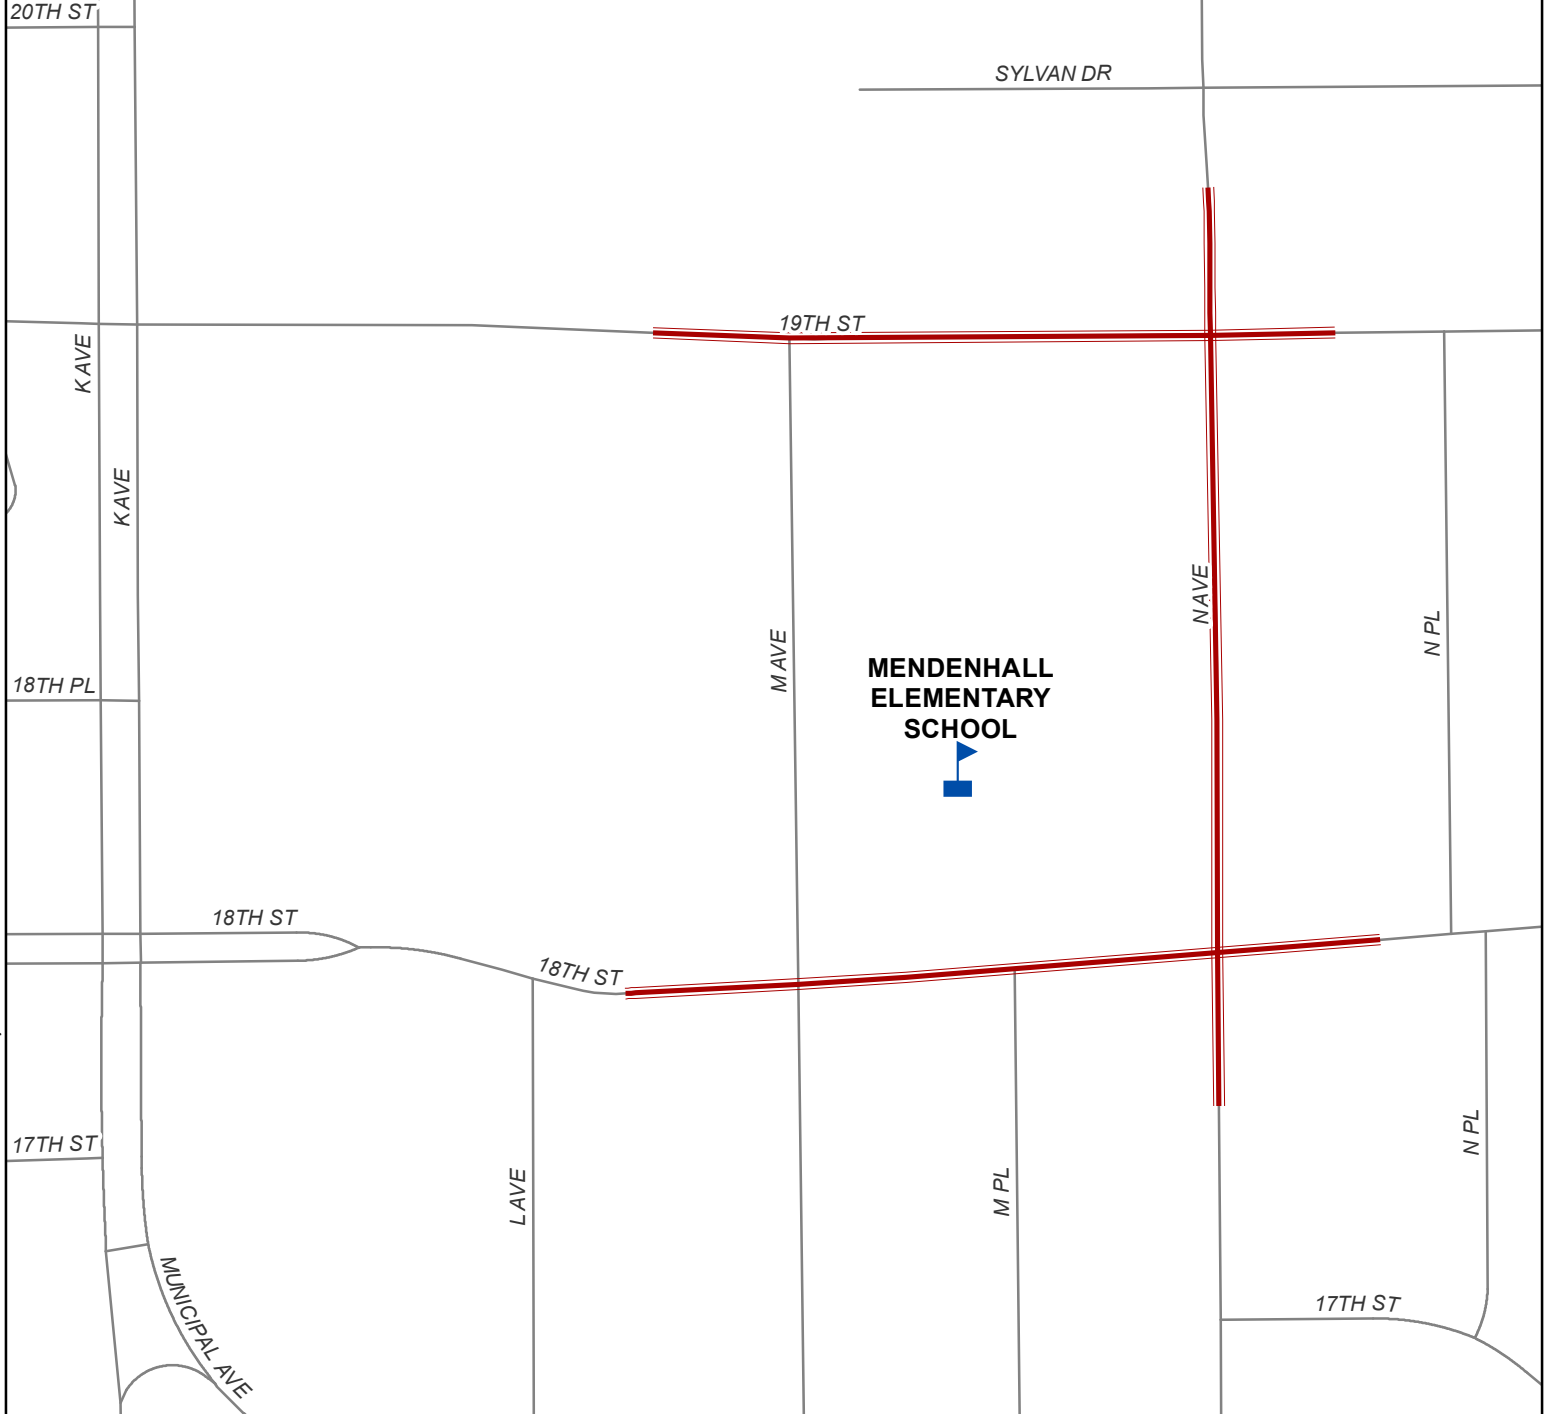 20TH ST
SYLVAN DR
19TH ST
K AVE
K AVE
N AVE
N PL
M AVE
MENDENHALL
ELEMENTARY
SCHOOL
18TH PL
18TH ST
18TH ST
17TH ST
L AVE
M PL
N PL
MUNICIPAL AVE
17TH ST